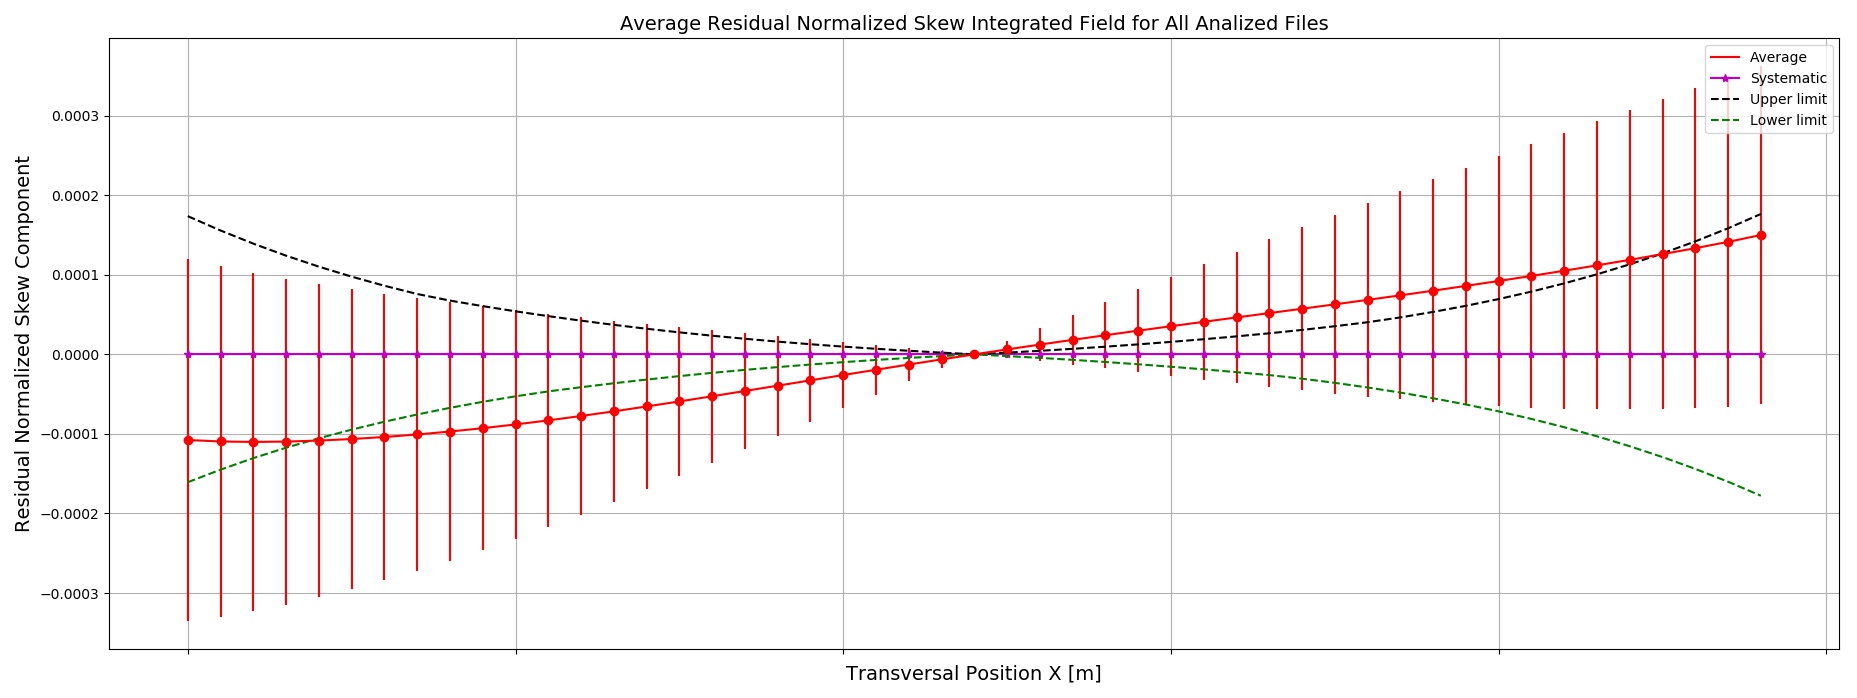 Average Residual Normalized Skew Integrated Field for All Analized Files
Average
Systematic
Upper limit
Lower limit
0.0003
0.0002
0.0001
0.0000
−0.0001
−0.0002
−0.0003
Residual Normalized Skew Component
Transversal Position X [m]